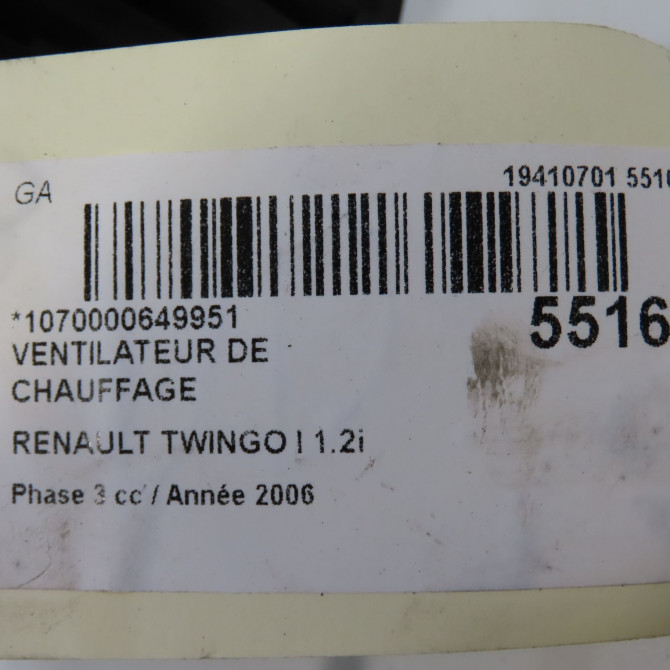 GA
19410701 5516
*1070000649951
5516
VENTILATEUR DE
CHAUFFAGE
RENAULT TWINGO I 1.2i
Phase 3 cc / Année 2006